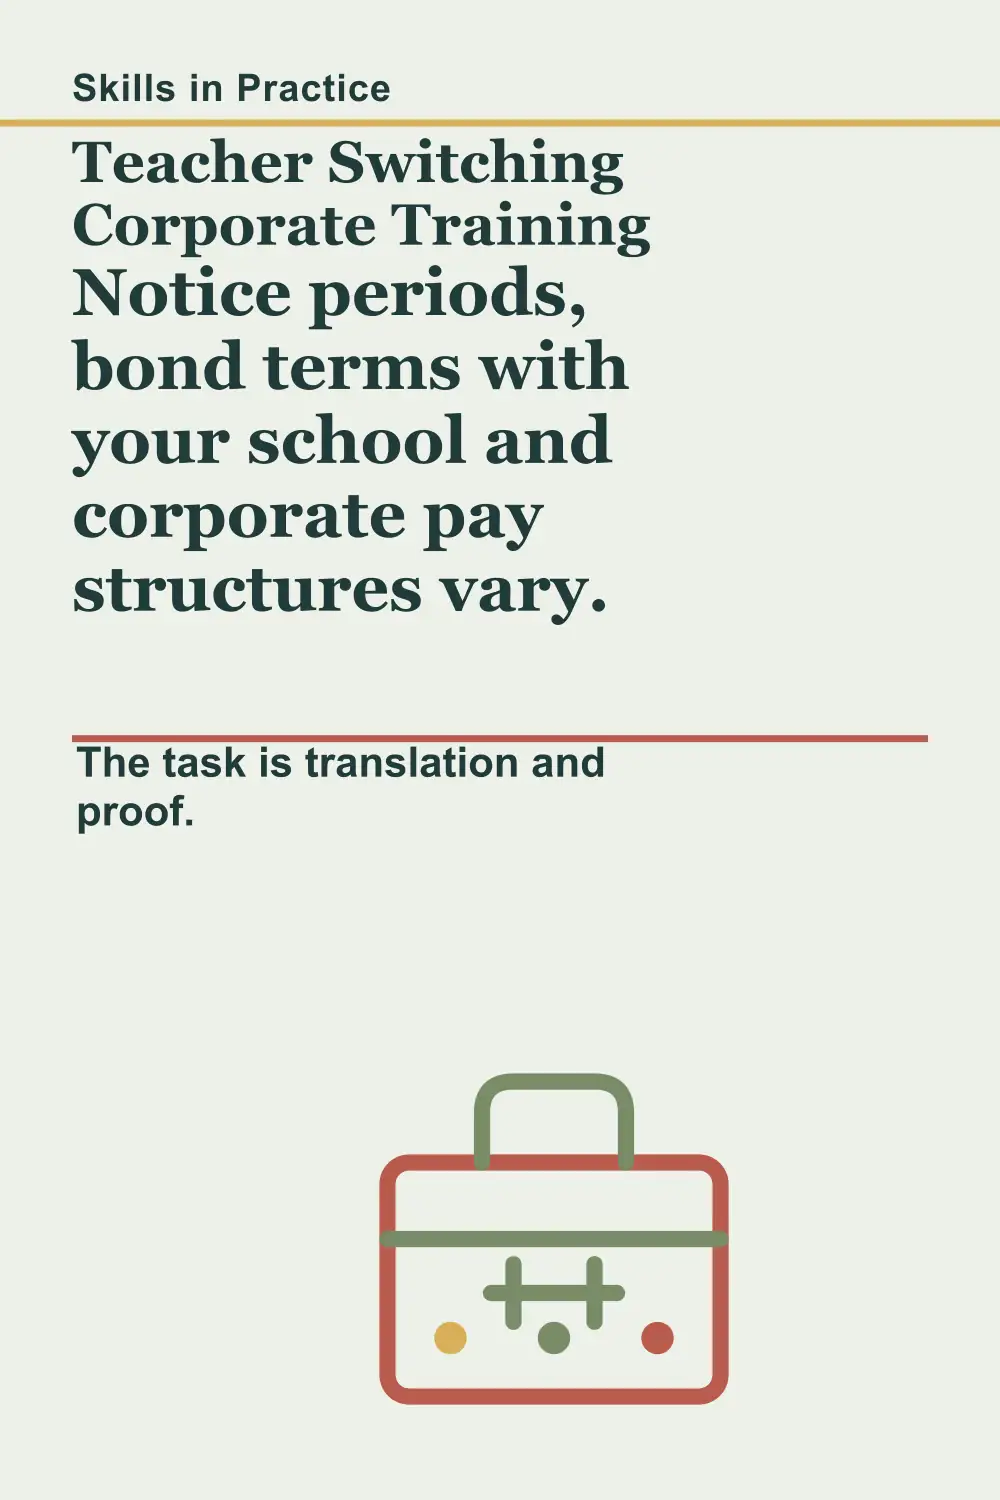 Skills in Practice
Teacher Switching
Corporate Training
Notice periods,
bond terms with
your school and
corporate pay
structures vary.
The task is translation and
proof.